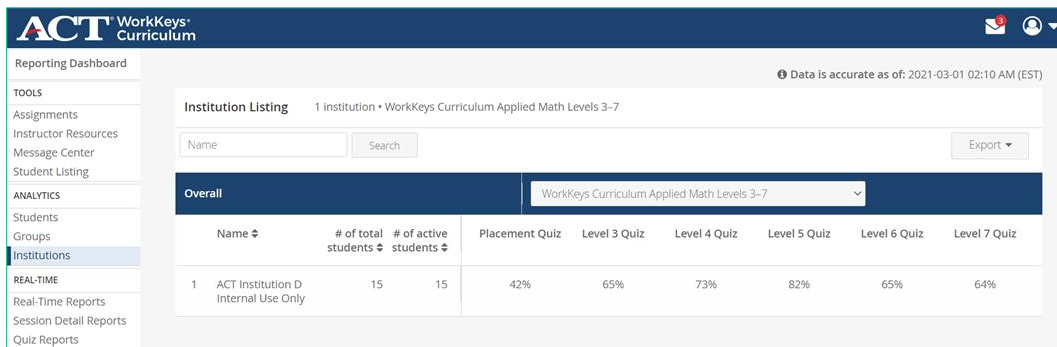 ACT® WorkKeys®
Curriculum
3
Reporting Dashboard
TOOLS
Assignments
Instructor Resources
Message Center
Student Listing
ANALYTICS
Students
Groups
Institutions
REAL-TIME
Real-Time Reports
Session Detail Reports
Quiz Reports
Data is accurate as of: 2021-03-01 02:10 AM (EST)
Institution Listing 1 institution • WorkKeys Curriculum Applied Math Levels 3–7
Name Search Export
Overall WorkKeys Curriculum Applied Math Levels 3–7
Name # of total students # of active students Placement Quiz Level 3 Quiz Level 4 Quiz Level 5 Quiz Level 6 Quiz Level 7 Quiz
1 ACT Institution D 15 15 42% 65% 73% 82% 65% 64%
Internal Use Only